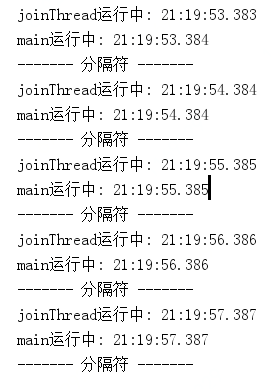 joinThread运行中: 21:19:53.383
main运行中: 21:19:53.384
------- 分隔符 -------
joinThread运行中: 21:19:54.384
main运行中: 21:19:54.384
------- 分隔符 -------
joinThread运行中: 21:19:55.385
main运行中: 21:19:55.385
------- 分隔符 -------
joinThread运行中: 21:19:56.386
main运行中: 21:19:56.386
------- 分隔符 -------
joinThread运行中: 21:19:57.387
main运行中: 21:19:57.387
------- 分隔符 -------